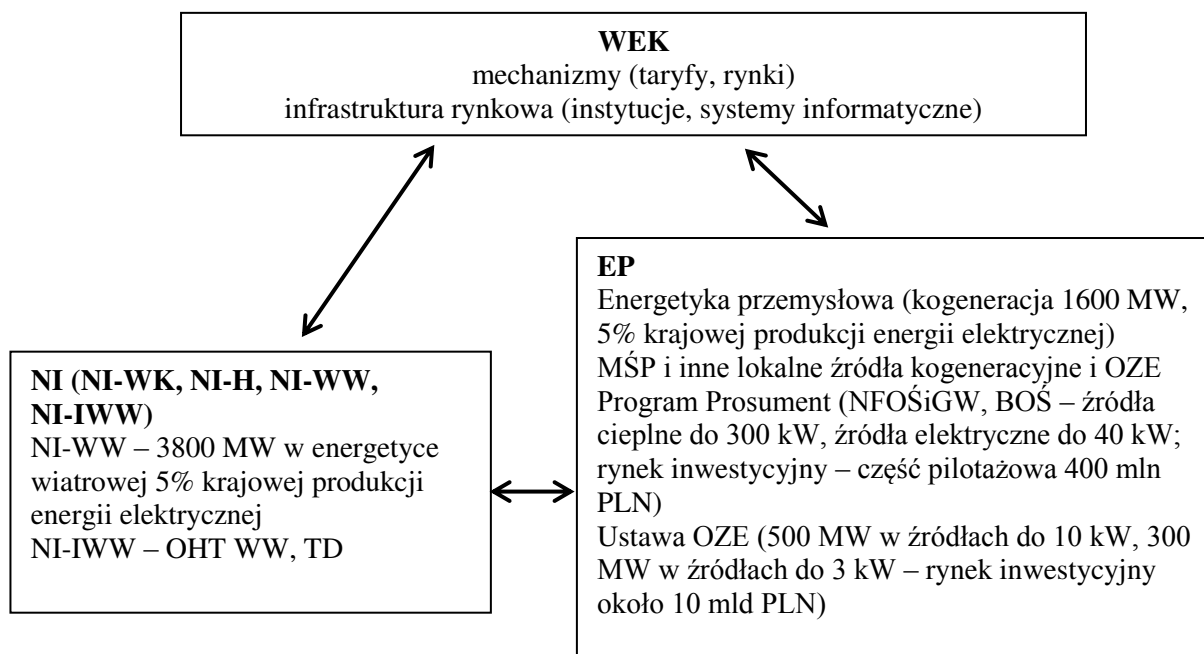 WEK
mechanizmy (taryfy, rynki)
infrastruktura rynkowa (instytucje, systemy informatyczne)
EP
Energetyka przemysłowa (kogeneracja 1600 MW,
5% krajowej produkcji energii elektrycznej)
MŚP i inne lokalne źródła kogeneracyjne i OZE
Program Prosument (NFOŚiGW, BOŚ – źródła
cieplne do 300 kW, źródła elektryczne do 40 kW;
rynek inwestycyjny – część pilotażowa 400 mln
PLN)
Ustawa OZE (500 MW w źródłach do 10 kW, 300
MW w źródłach do 3 kW – rynek inwestycyjny
około 10 mld PLN)
NI (NI-WK, NI-H, NI-WW,
NI-IWW)
NI-WW – 3800 MW w energetyce
wiatrowej 5% krajowej produkcji
energii elektrycznej
NI-IWW – OHT WW, TD